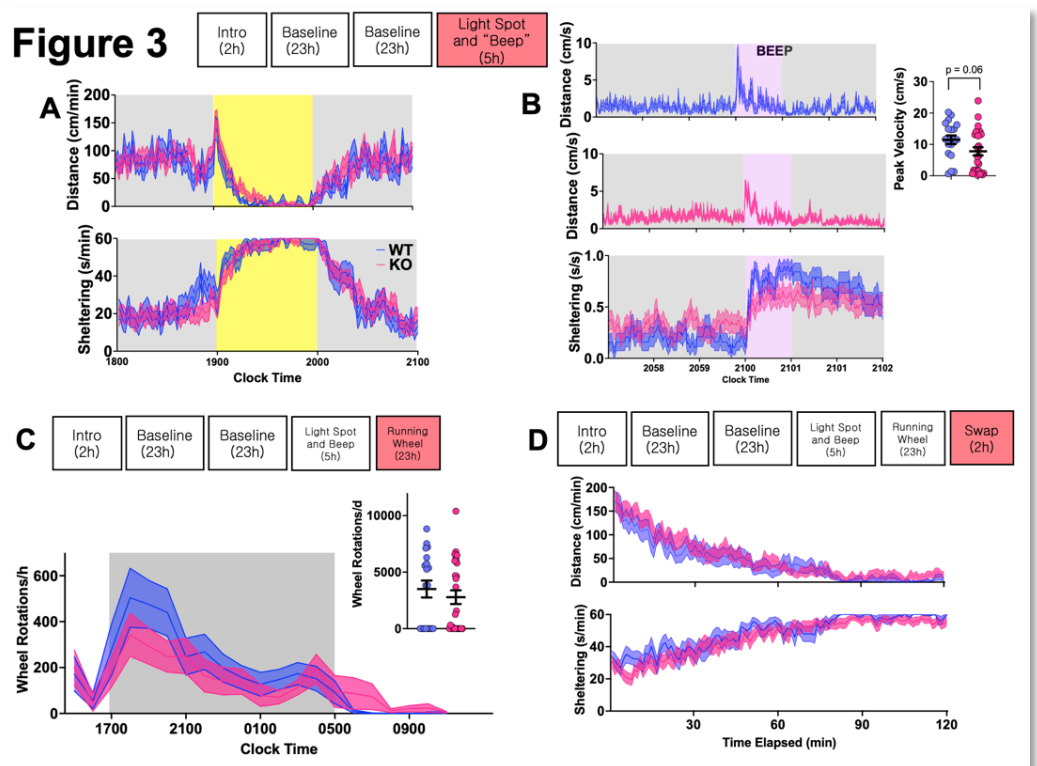 Figure 3
Intro
(2h)
Baseline
(23h)
Baseline
(23h)
Light Spot
and "Beep"
(5h)
A
Distance (cm/min)
200
150
100
50
0
Sheltering (s/min)
60
40
20
0
WT
KO
1800
1900
2000
2100
Clock Time
B
Distance (cm/s)
10
5
0
BEEP
Distance (cm/s)
10
5
0
Sheltering (s/s)
1.0
0.5
0.0
2058
2059
2100
2101
2101
2102
Clock Time
p = 0.06
Peak Velocity (cm/s)
30
20
10
0
C
Intro
(2h)
Baseline
(23h)
Baseline
(23h)
Light Spot
and Beep
(5h)
Running
Wheel
(23h)
Wheel Rotations/h
600
400
200
0
1700
2100
0100
0500
0900
Clock Time
Wheel Rotations/d
10000
5000
0
D
Intro
(2h)
Baseline
(23h)
Baseline
(23h)
Light Spot
and Beep
(5h)
Running
Wheel
(23h)
Swap
(2h)
Distance (cm/min)
200
150
100
50
0
Sheltering (s/min)
60
40
20
0
30
60
90
120
Time Elapsed (min)